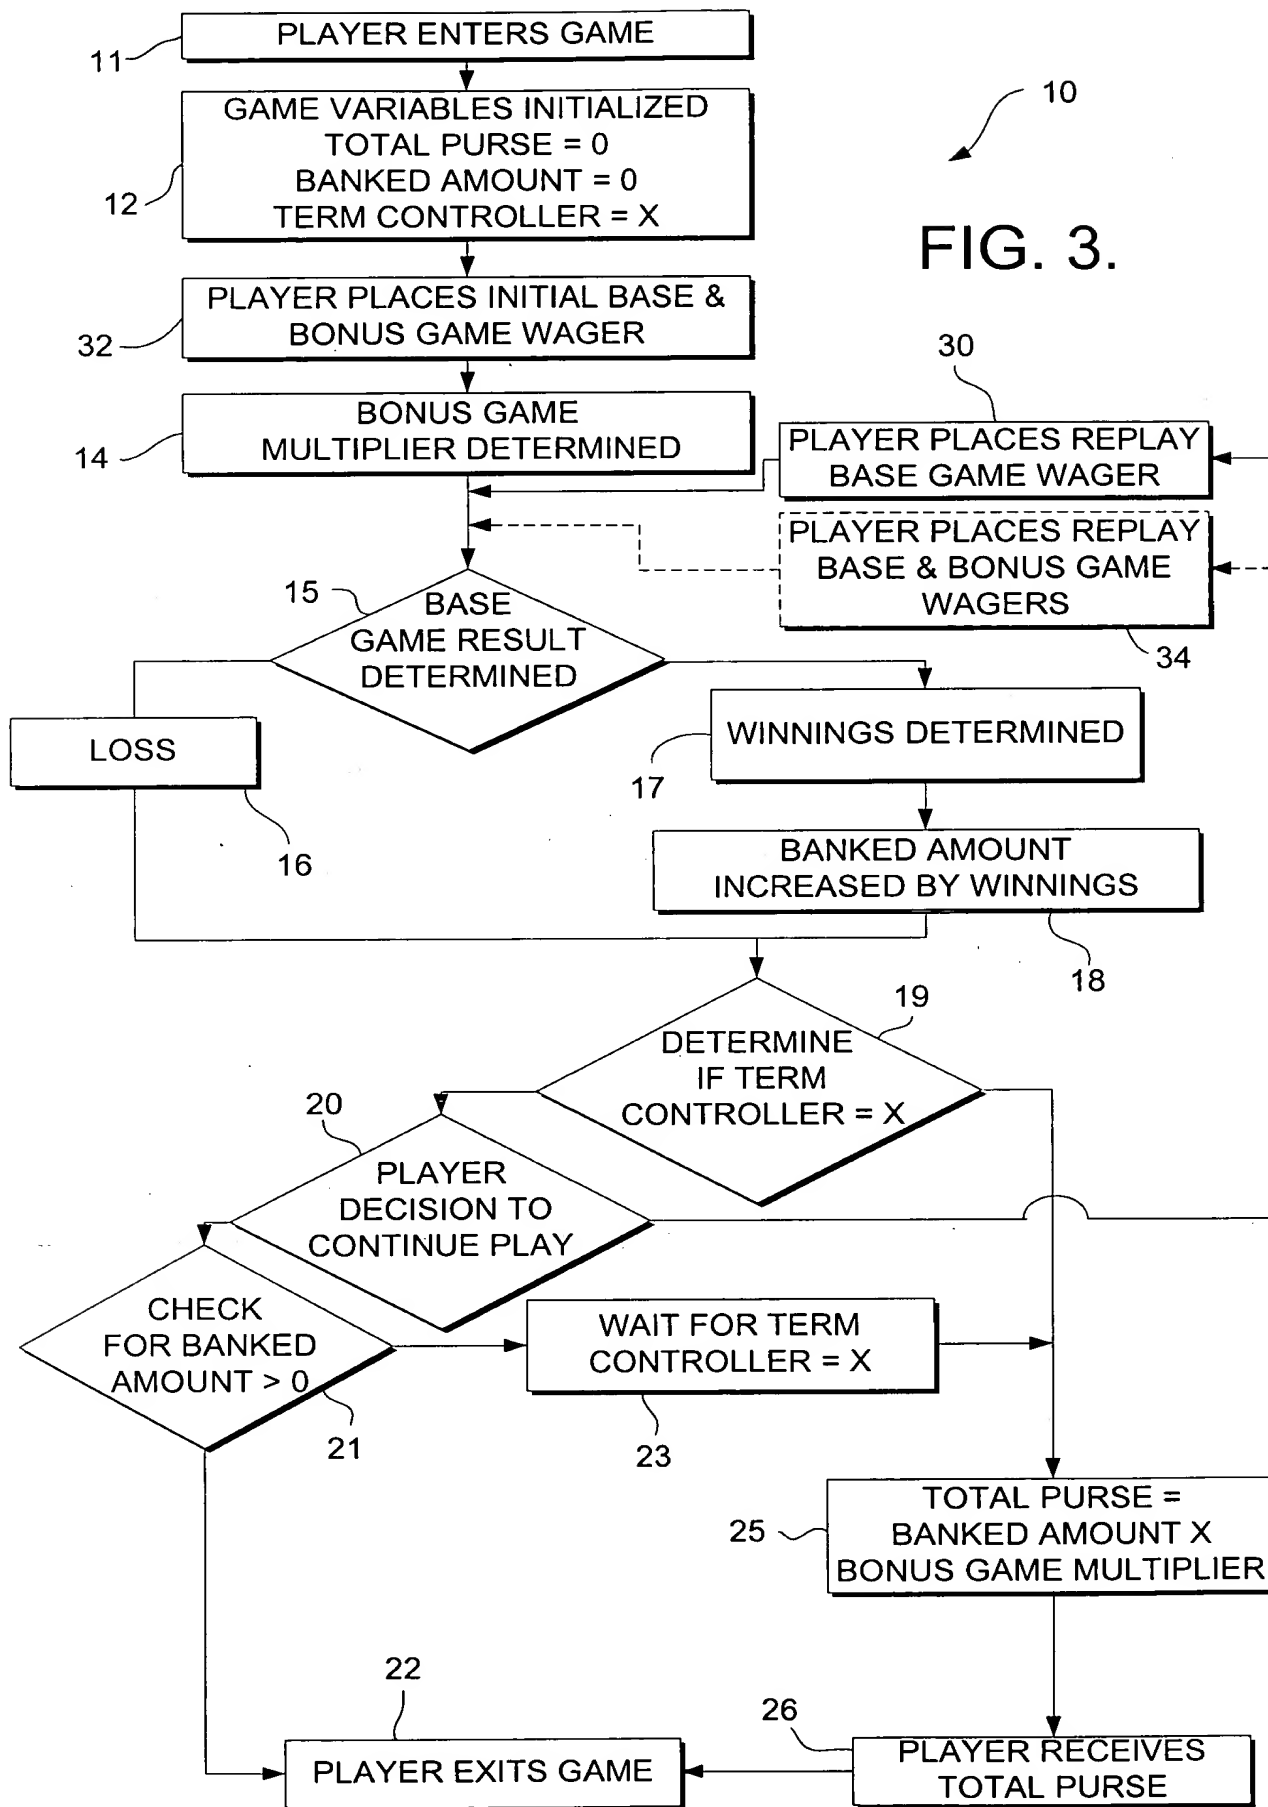 PLAYER ENTERS GAME
11
GAME VARIABLES INITIALIZED
TOTAL PURSE = 0
BANKED AMOUNT = 0
TERM CONTROLLER = X
12
10
FIG. 3.
PLAYER PLACES INITIAL BASE &
BONUS GAME WAGER
32
BONUS GAME
MULTIPLIER DETERMINED
14
30
PLAYER PLACES REPLAY
BASE GAME WAGER
PLAYER PLACES REPLAY
BASE & BONUS GAME
WAGERS
34
15
BASE
GAME RESULT
DETERMINED
LOSS
16
WINNINGS DETERMINED
17
BANKED AMOUNT
INCREASED BY WINNINGS
18
19
DETERMINE
IF TERM
CONTROLLER = X
20
PLAYER
DECISION TO
CONTINUE PLAY
CHECK
FOR BANKED
AMOUNT > 0
21
WAIT FOR TERM
CONTROLLER = X
23
TOTAL PURSE =
BANKED AMOUNT X
BONUS GAME MULTIPLIER
25
22
PLAYER EXITS GAME
26
PLAYER RECEIVES
TOTAL PURSE